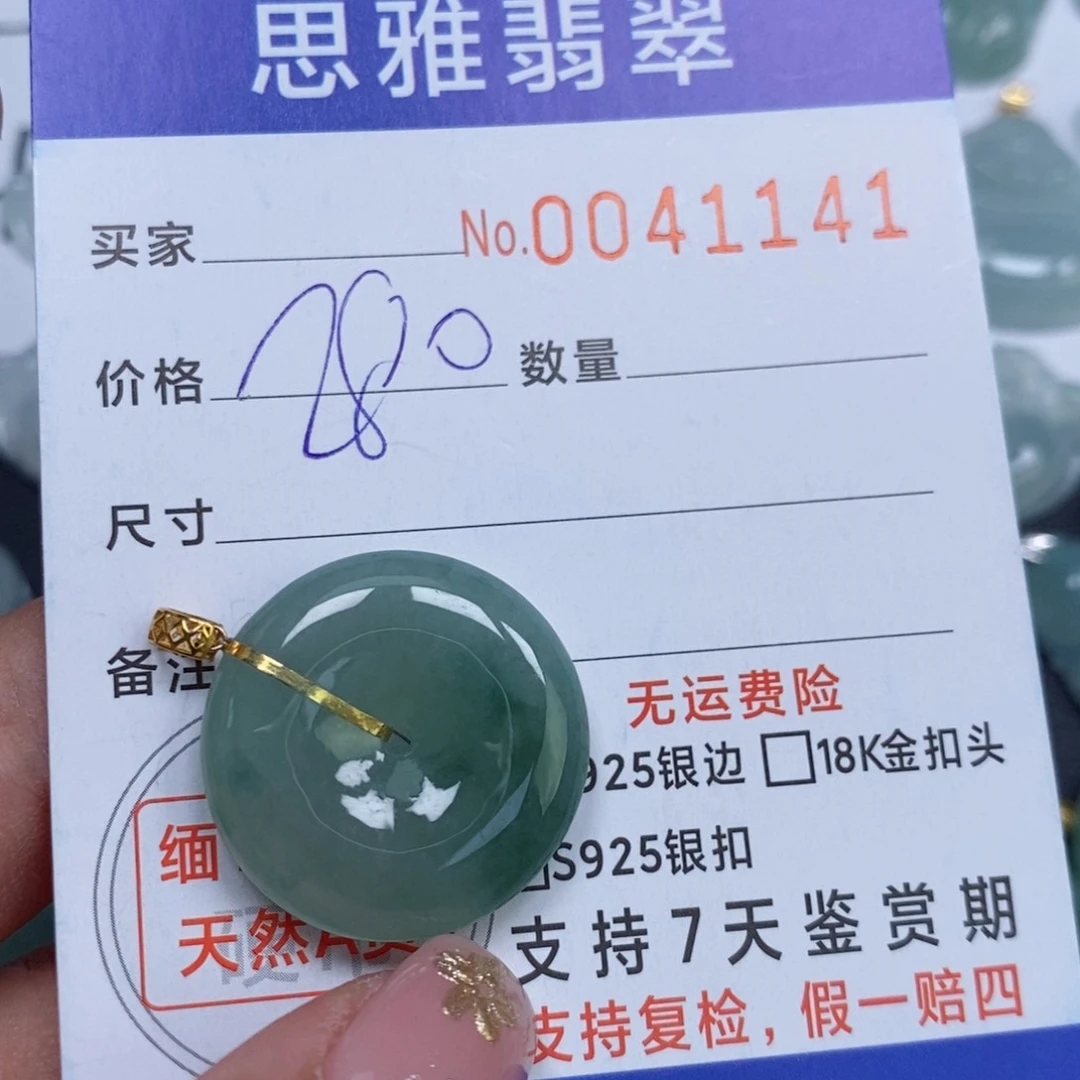 思雅翡翠
买家 No.0041141
价格 280 数量
尺寸
备注
无运费险
925银边 □18K金扣头
□S925银扣
缅
天然A货
支持7天鉴赏期
支持复检，假一赔四